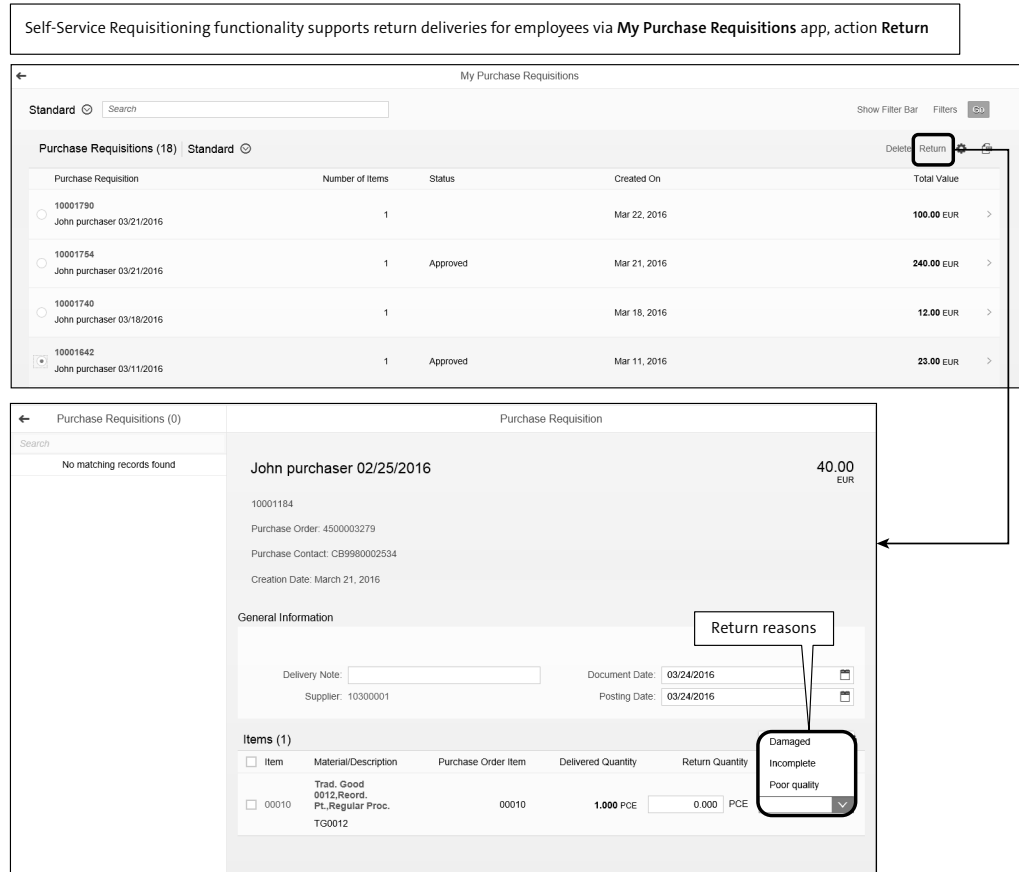 Self-Service Requisitioning functionality supports return deliveries for employees via My Purchase Requisitions app, action Return
My Purchase Requisitions
Standard Search Show Filter Bar Filters Go
Purchase Requisitions (18) Standard Delete Return
Purchase Requisition Number of Items Status Created On Total Value
10001790
John purchaser 03/21/2016 1 Mar 22, 2016 100.00 EUR
10001754
John purchaser 03/21/2016 1 Approved Mar 21, 2016 240.00 EUR
10001740
John purchaser 03/18/2016 1 Mar 18, 2016 12.00 EUR
10001642
John purchaser 03/11/2016 1 Approved Mar 11, 2016 23.00 EUR
Purchase Requisitions (0) Purchase Requisition
Search
No matching records found
John purchaser 02/25/2016 40.00
EUR
10001184
Purchase Order: 4500003279
Purchase Contact: CB9980002534
Creation Date: March 21, 2016
General Information
Return reasons
Delivery Note: Document Date: 03/24/2016
Supplier: 10300001 Posting Date: 03/24/2016
Items (1)
Damaged
Item Material/Description Purchase Order Item Delivered Quantity Return Quantity Incomplete
Poor quality
Trad. Good
0012,Reord.
00010 Pt.,Regular Proc. 00010 1.000 PCE 0.000 PCE
TG0012